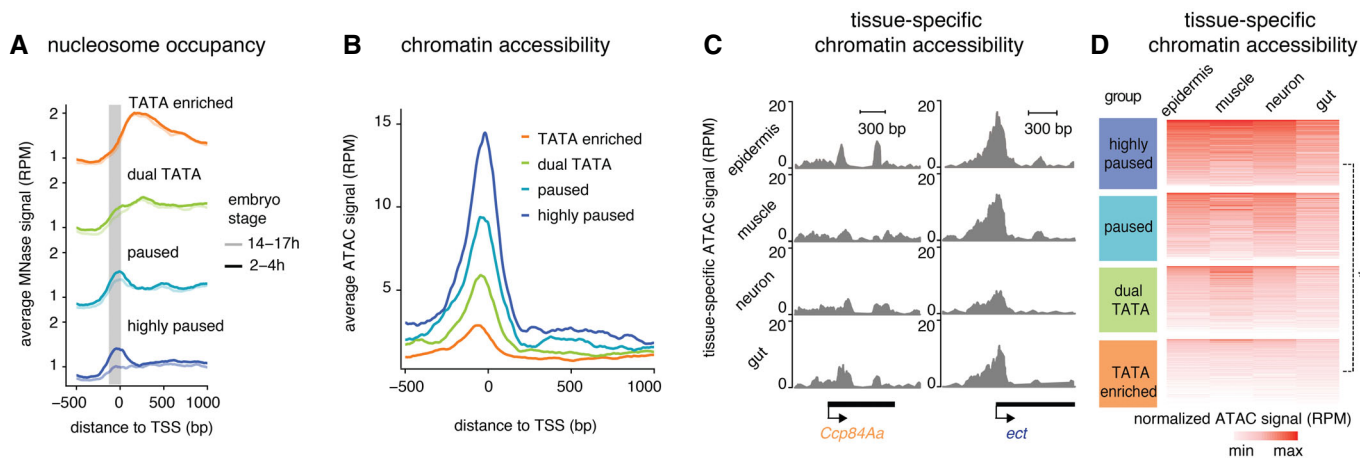 A nucleosome occupancy
average MNase signal (RPM)
2
1
TATA enriched
2
1
dual TATA
2
1
paused
2
1
highly paused
embryo
stage
14–17h
2–4h
–500 0 500 1000
distance to TSS (bp)
B chromatin accessibility
average ATAC signal (RPM)
15
10
5
TATA enriched
dual TATA
paused
highly paused
–500 0 500 1000
distance to TSS (bp)
C tissue-specific
chromatin accessibility
tissue-specific ATAC signal (RPM)
20 20
300 bp 300 bp
epidermis
0 0
20 20
muscle
0 0
20 20
neuron
0 0
20 20
gut
0 0
Ccp84Aa ect
D tissue-specific
chromatin accessibility
group epidermis muscle neuron gut
highly
paused
paused
dual
TATA
TATA
enriched
normalized ATAC signal (RPM)
min max